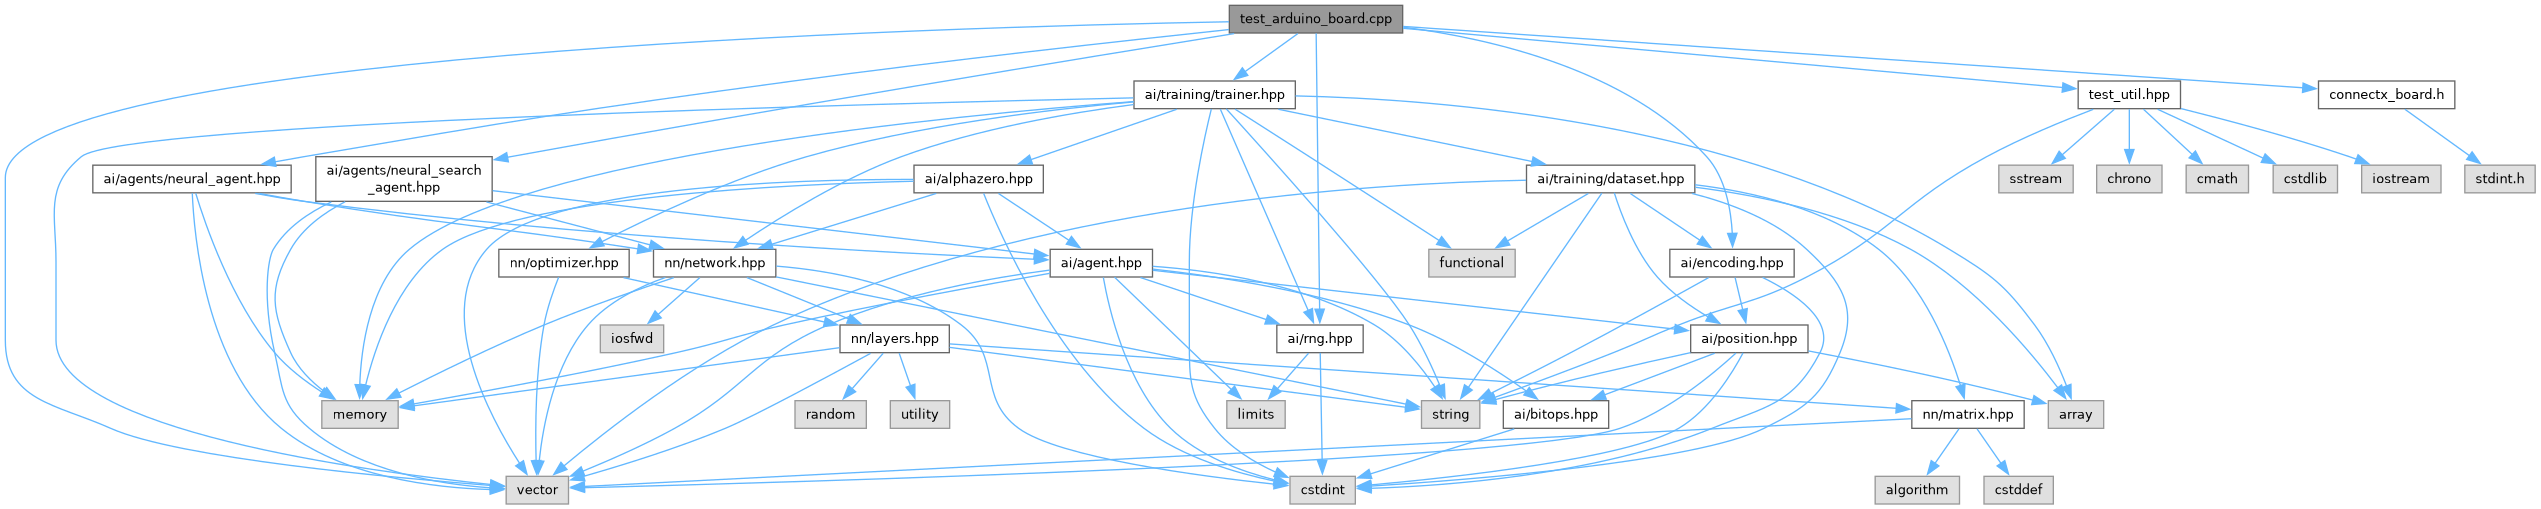 test_arduino_board.cpp
ai/training/trainer.hpp
test_util.hpp
connectx_board.h
ai/agents/neural_agent.hpp
ai/agents/neural_search
_agent.hpp
ai/alphazero.hpp
ai/training/dataset.hpp
sstream
chrono
cmath
cstdlib
iostream
stdint.h
nn/optimizer.hpp
nn/network.hpp
ai/agent.hpp
functional
ai/encoding.hpp
iosfwd
nn/layers.hpp
ai/rng.hpp
ai/position.hpp
memory
random
utility
limits
string
ai/bitops.hpp
nn/matrix.hpp
array
vector
cstdint
algorithm
cstddef